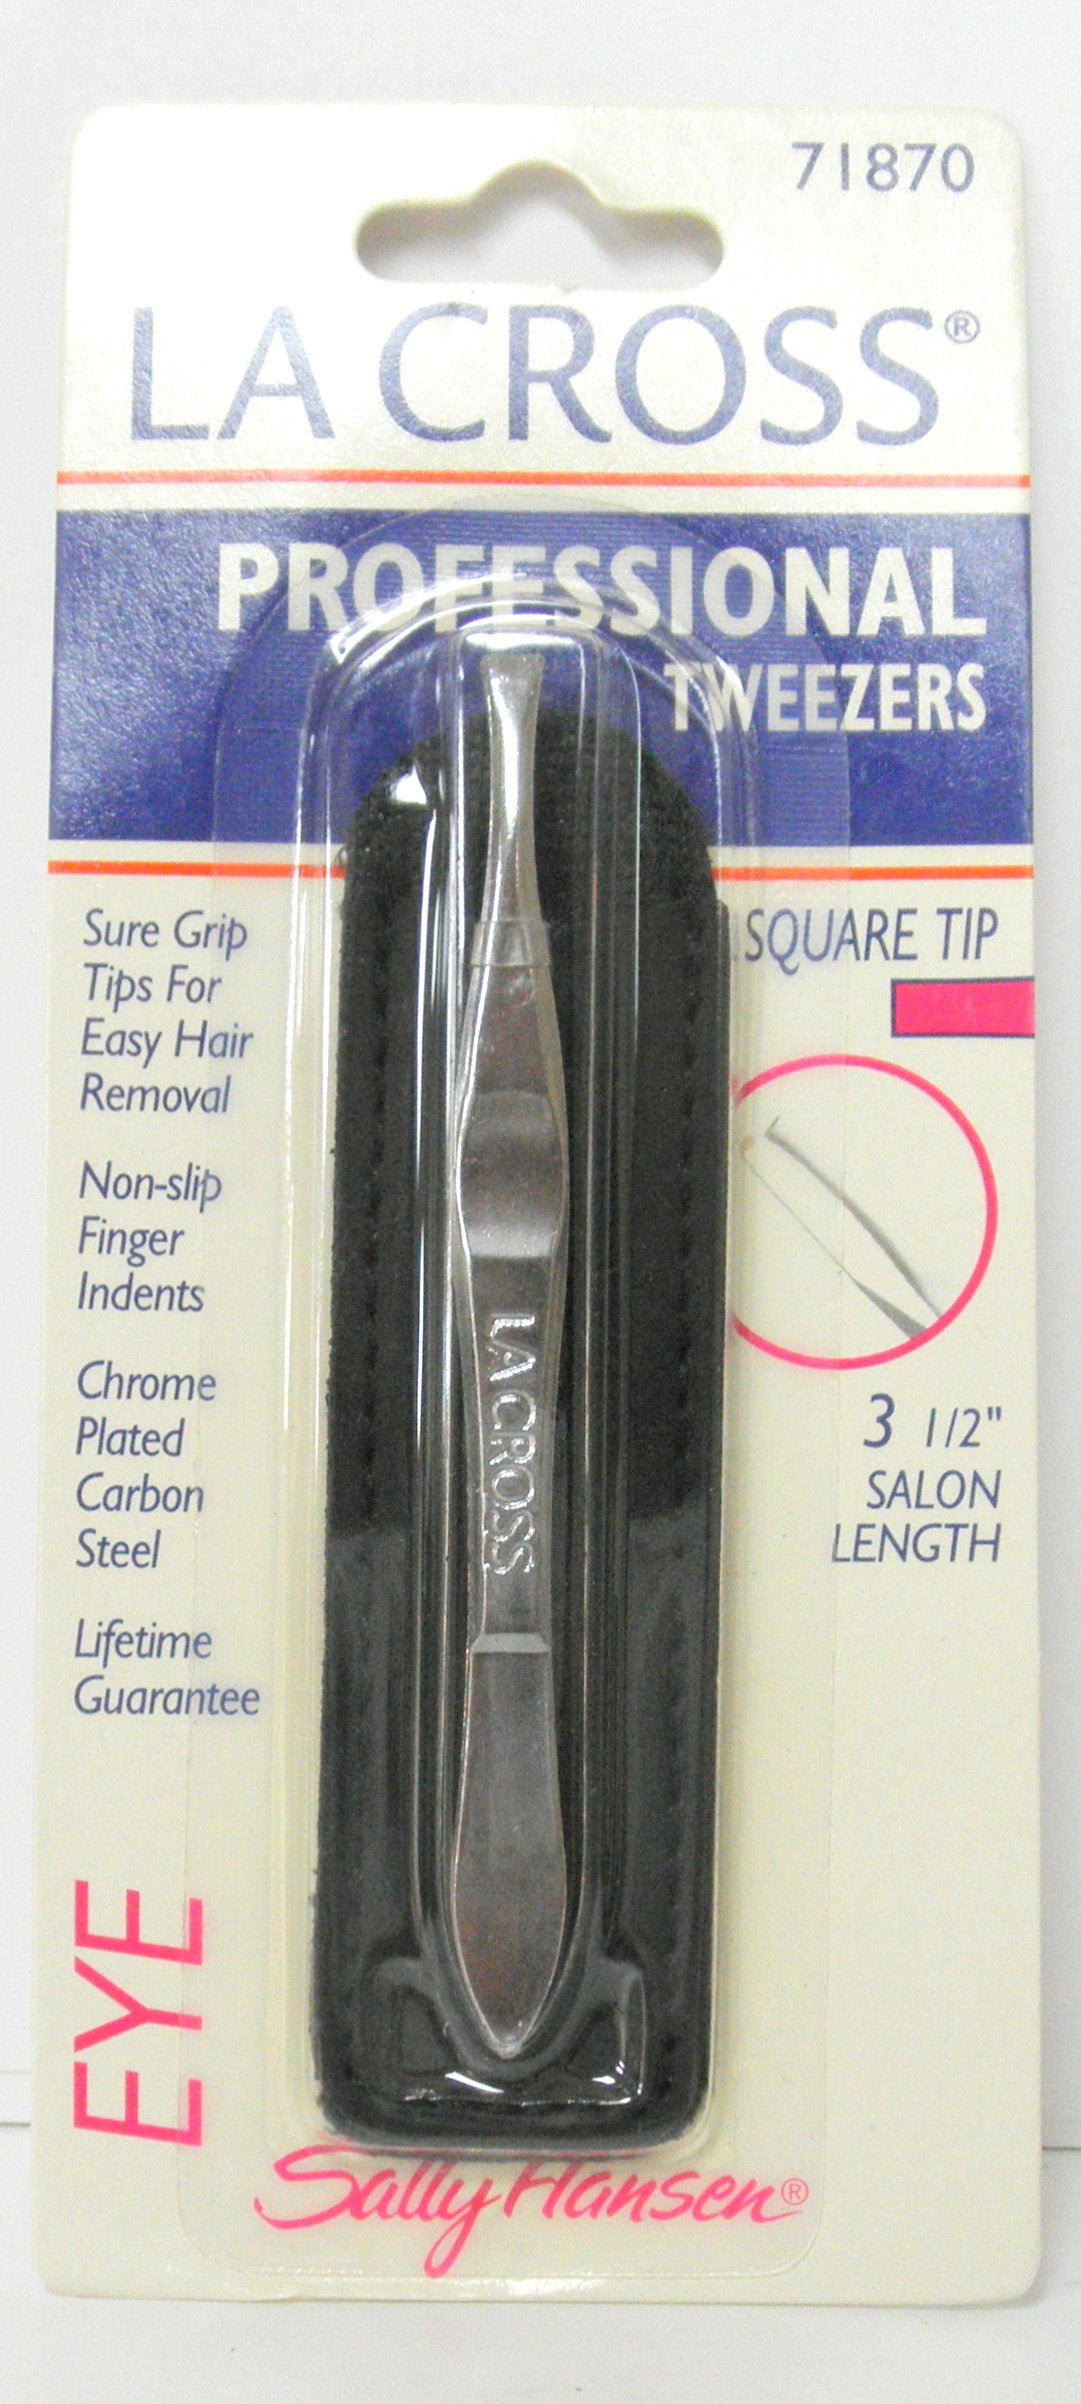 71870
LA CROSS®
PROFESSIONAL
TWEEZERS
Sure Grip
Tips For
Easy Hair
Removal
Non-slip
Finger
Indents
Chrome
Plated
Carbon
Steel
Lifetime
Guarantee
SQUARE TIP
3 1/2"
SALON
LENGTH
LA CROSS
EYE
Sally Hansen®